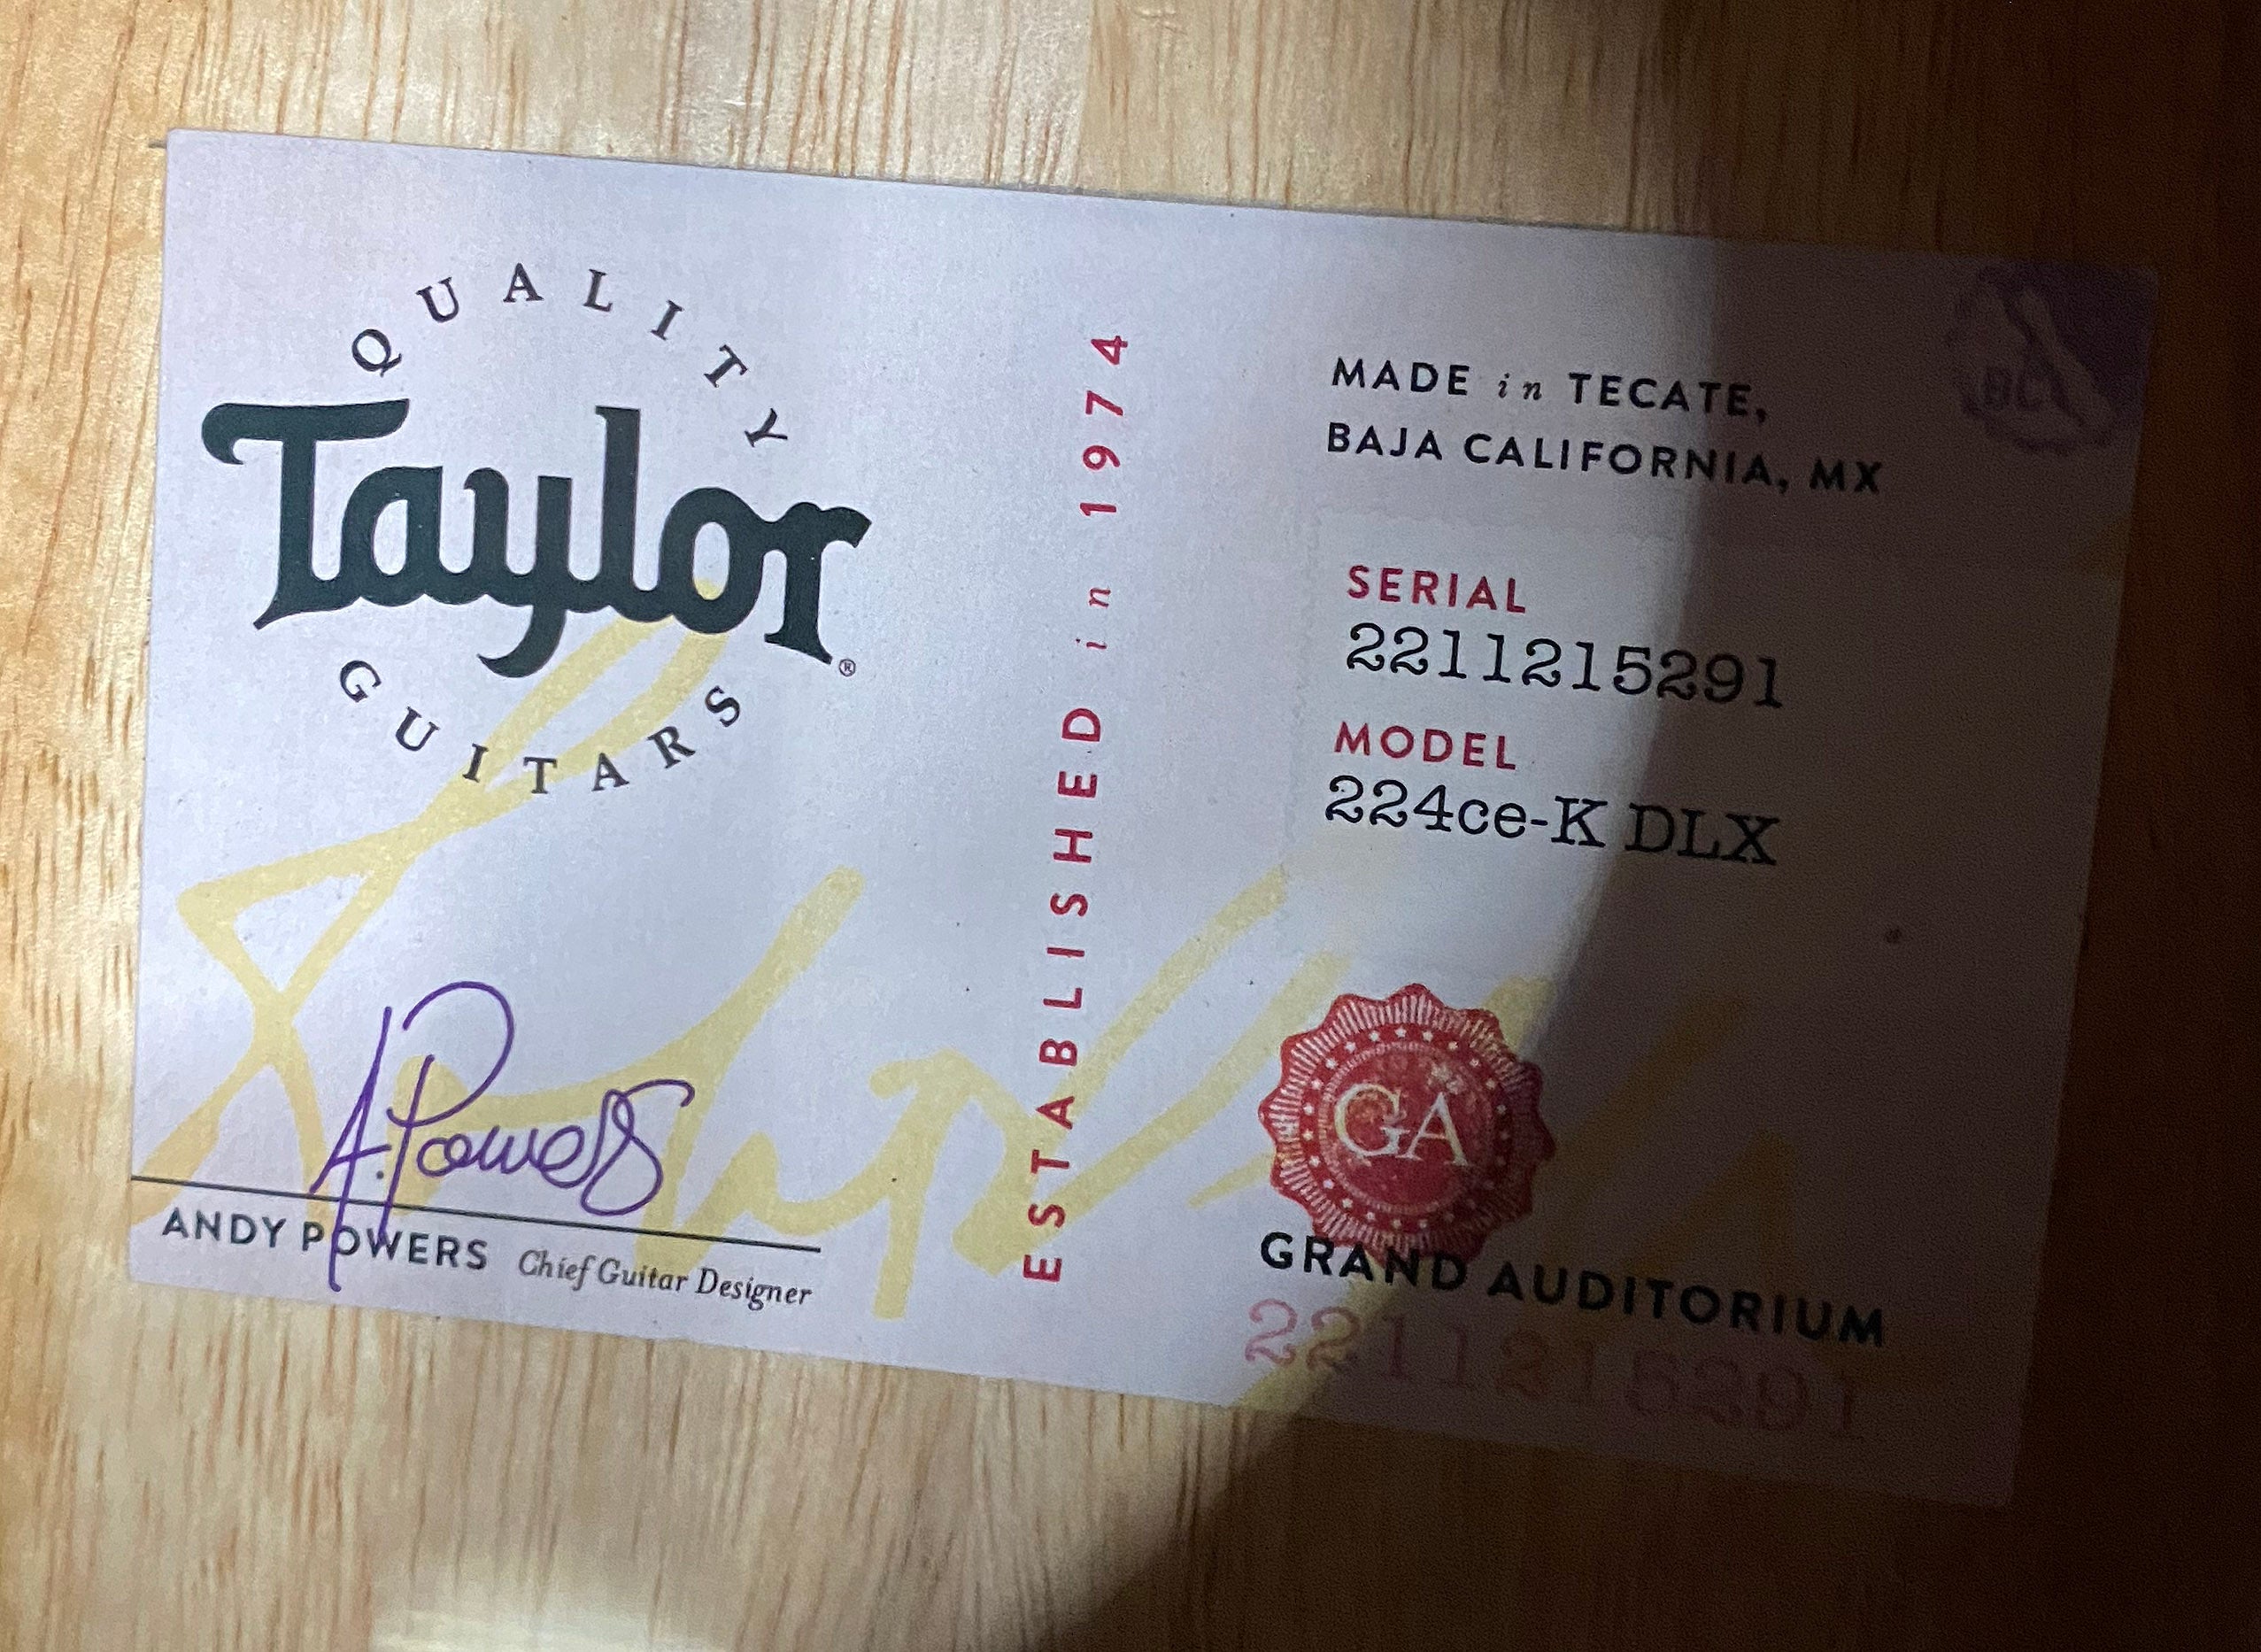 QUALITY
Taylor®
GUITARS
A. Powers
ANDY POWERS Chief Guitar Designer
ESTABLISHED in 1974
BC
MADE in TECATE,
BAJA CALIFORNIA, MX
SERIAL
2211215291
MODEL
224ce-K DLX
GA
GRAND AUDITORIUM
2211215291